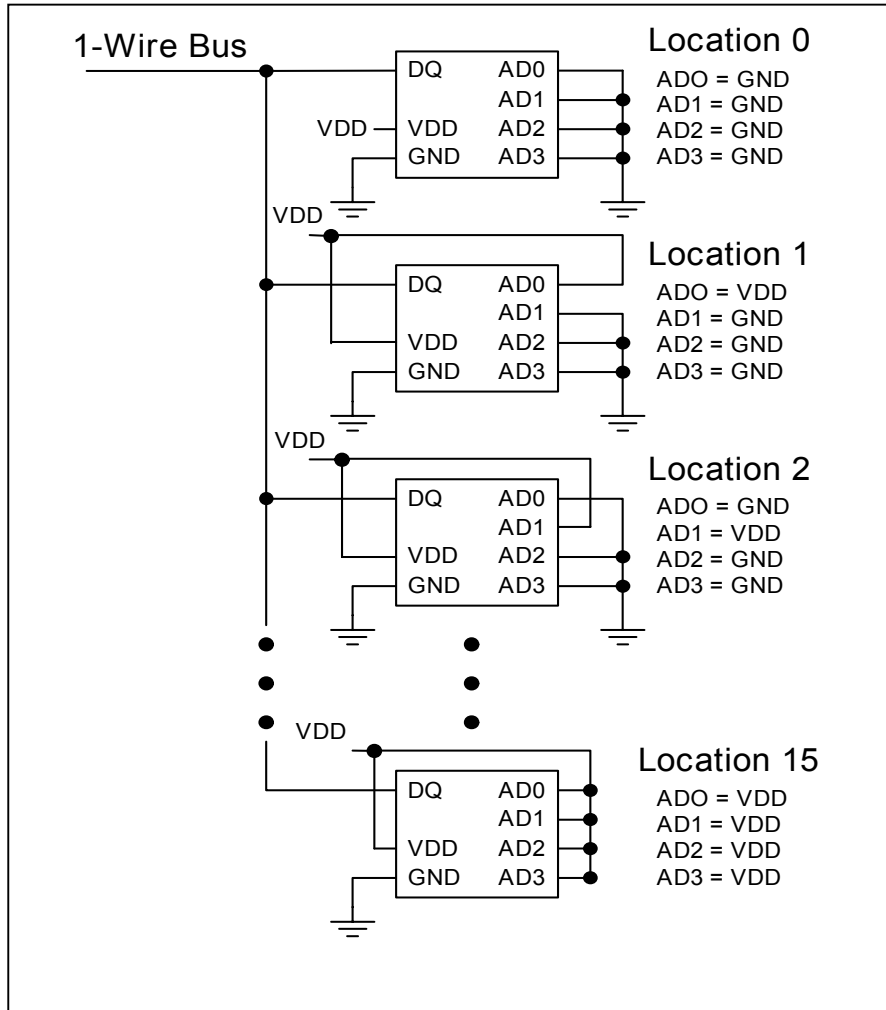 1-Wire Bus
DQ AD0
AD1
VDD VDD AD2
GND AD3
Location 0
ADO = GND
AD1 = GND
AD2 = GND
AD3 = GND
VDD
DQ AD0
AD1
VDD AD2
GND AD3
Location 1
ADO = VDD
AD1 = GND
AD2 = GND
AD3 = GND
VDD
DQ AD0
AD1
VDD AD2
GND AD3
Location 2
ADO = GND
AD1 = VDD
AD2 = GND
AD3 = GND
VDD
DQ AD0
AD1
VDD AD2
GND AD3
Location 15
ADO = VDD
AD1 = VDD
AD2 = VDD
AD3 = VDD